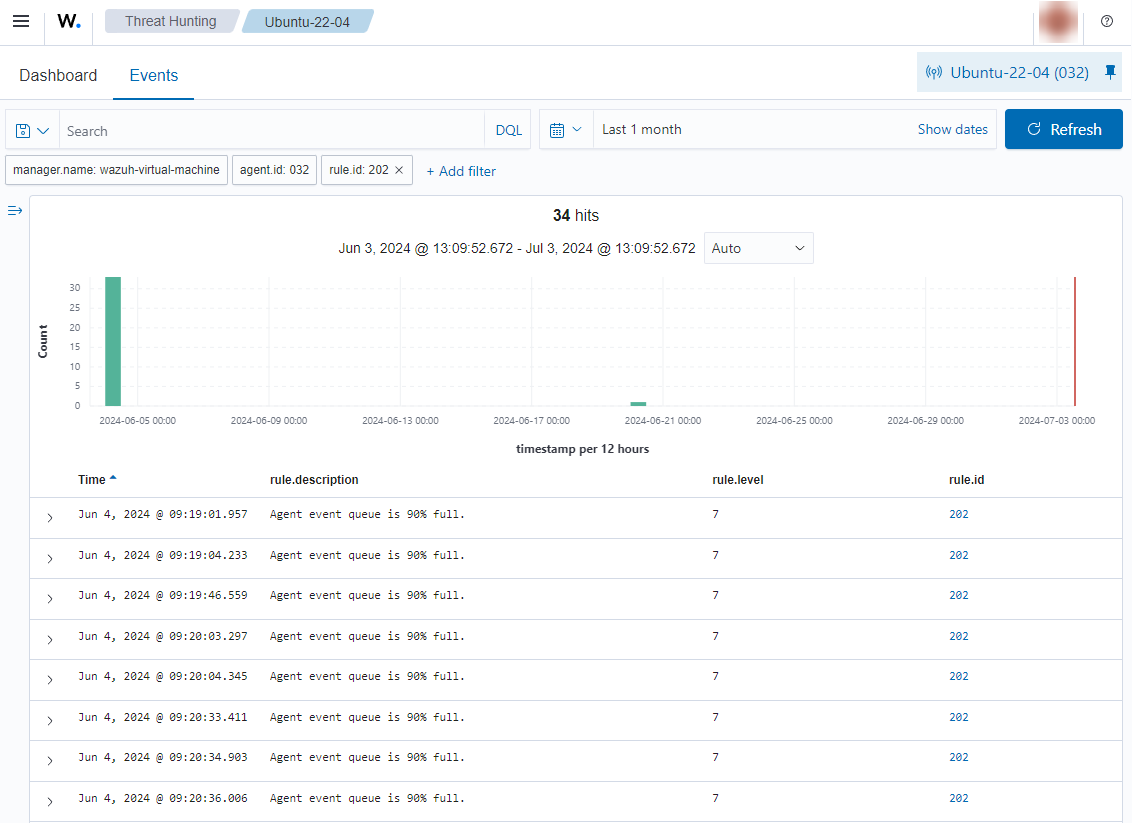 W. Threat Hunting Ubuntu-22-04
Dashboard Events Ubuntu-22-04 (032)
Search DQL Last 1 month Show dates Refresh
manager.name: wazuh-virtual-machine agent.id: 032 rule.id: 202 × + Add filter
34 hits
Jun 3, 2024 @ 13:09:52.672 - Jul 3, 2024 @ 13:09:52.672 Auto
Count
30
25
20
15
10
5
0
2024-06-05 00:00 2024-06-09 00:00 2024-06-13 00:00 2024-06-17 00:00 2024-06-21 00:00 2024-06-25 00:00 2024-06-29 00:00 2024-07-03 00:00
timestamp per 12 hours
Time rule.description rule.level rule.id
Jun 4, 2024 @ 09:19:01.957 Agent event queue is 90% full. 7 202
Jun 4, 2024 @ 09:19:04.233 Agent event queue is 90% full. 7 202
Jun 4, 2024 @ 09:19:46.559 Agent event queue is 90% full. 7 202
Jun 4, 2024 @ 09:20:03.297 Agent event queue is 90% full. 7 202
Jun 4, 2024 @ 09:20:04.345 Agent event queue is 90% full. 7 202
Jun 4, 2024 @ 09:20:33.411 Agent event queue is 90% full. 7 202
Jun 4, 2024 @ 09:20:34.903 Agent event queue is 90% full. 7 202
Jun 4, 2024 @ 09:20:36.006 Agent event queue is 90% full. 7 202